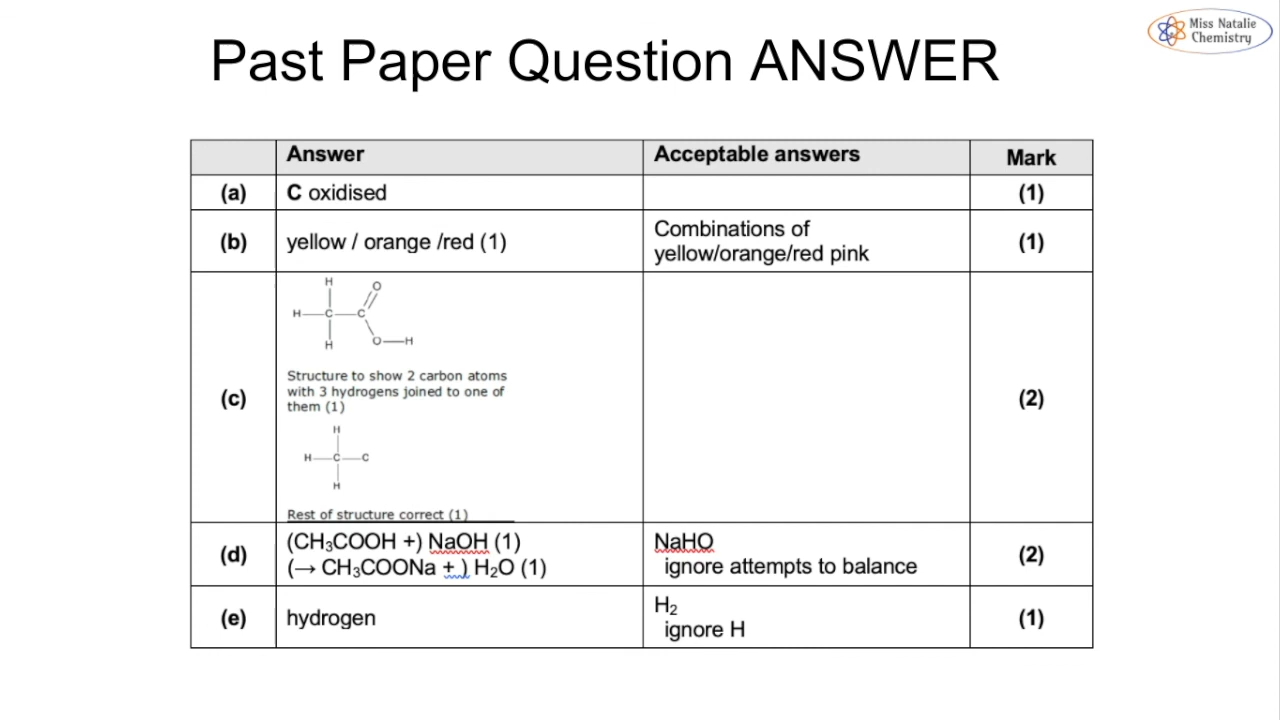 Miss Natalie
Chemistry
Past Paper Question ANSWER
Answer Acceptable answers Mark
(a) C oxidised (1)
(b) yellow / orange /red (1) Combinations of
yellow/orange/red pink (1)
(c)
H
O
H C C
H O H
Structure to show 2 carbon atoms
with 3 hydrogens joined to one of
them (1)
(2)
H
H C C
H
Rest of structure correct (1)
(d) (CH₃COOH +) NaOH (1)
(→ CH₃COONa + ) H₂O (1)
NaHO
ignore attempts to balance
(2)
(e) hydrogen
H₂
ignore H
(1)